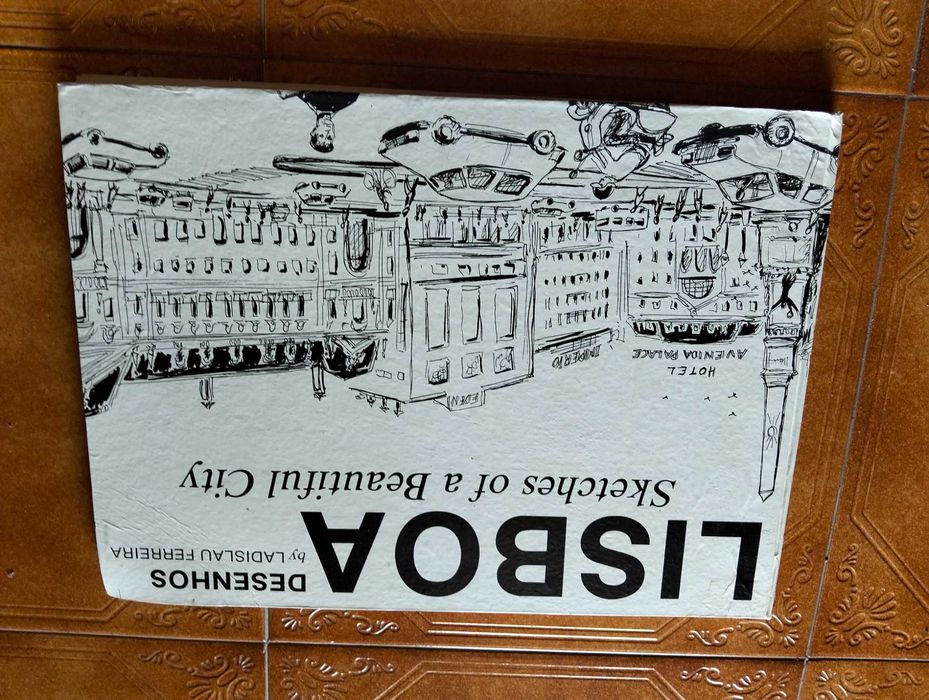 LISBOA
DESENHOS
by LADISLAU FERREIRA
Sketches of a Beautiful City
HOTEL
AVENIDA PALACE
IMPERIO
EDEN